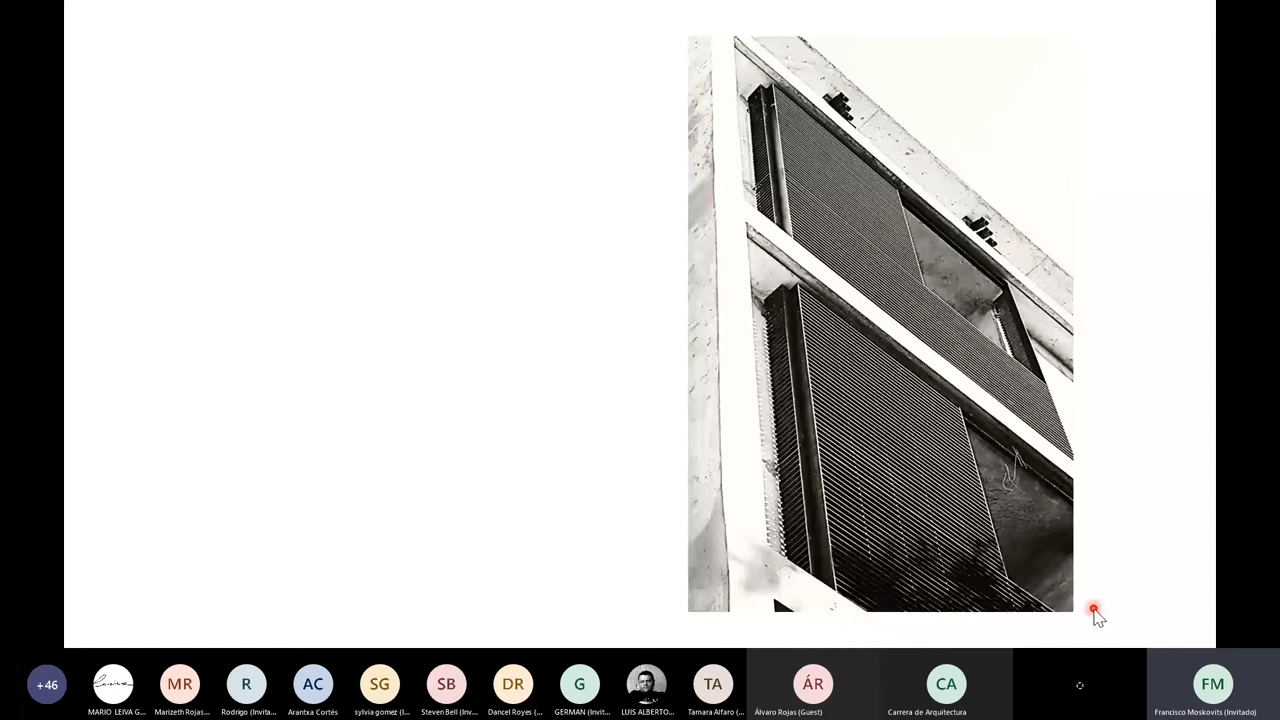 +46
MR
R
AC
SG
SB
DR
G
TA
ÁR
CA
FM
MARIO LEIVA G...
Marizeth Rojas...
Rodrigo (Invita...
Arantxa Cortés
sylvia gomez (I...
Steven Bell (Inv...
Dancel Royes (...
GERMAN (Invit...
LUIS ALBERTO...
Tamara Alfaro (...
Álvaro Rojas (Guest)
Carrera de Arquitectura
Francisco Moskovits (Invitado)